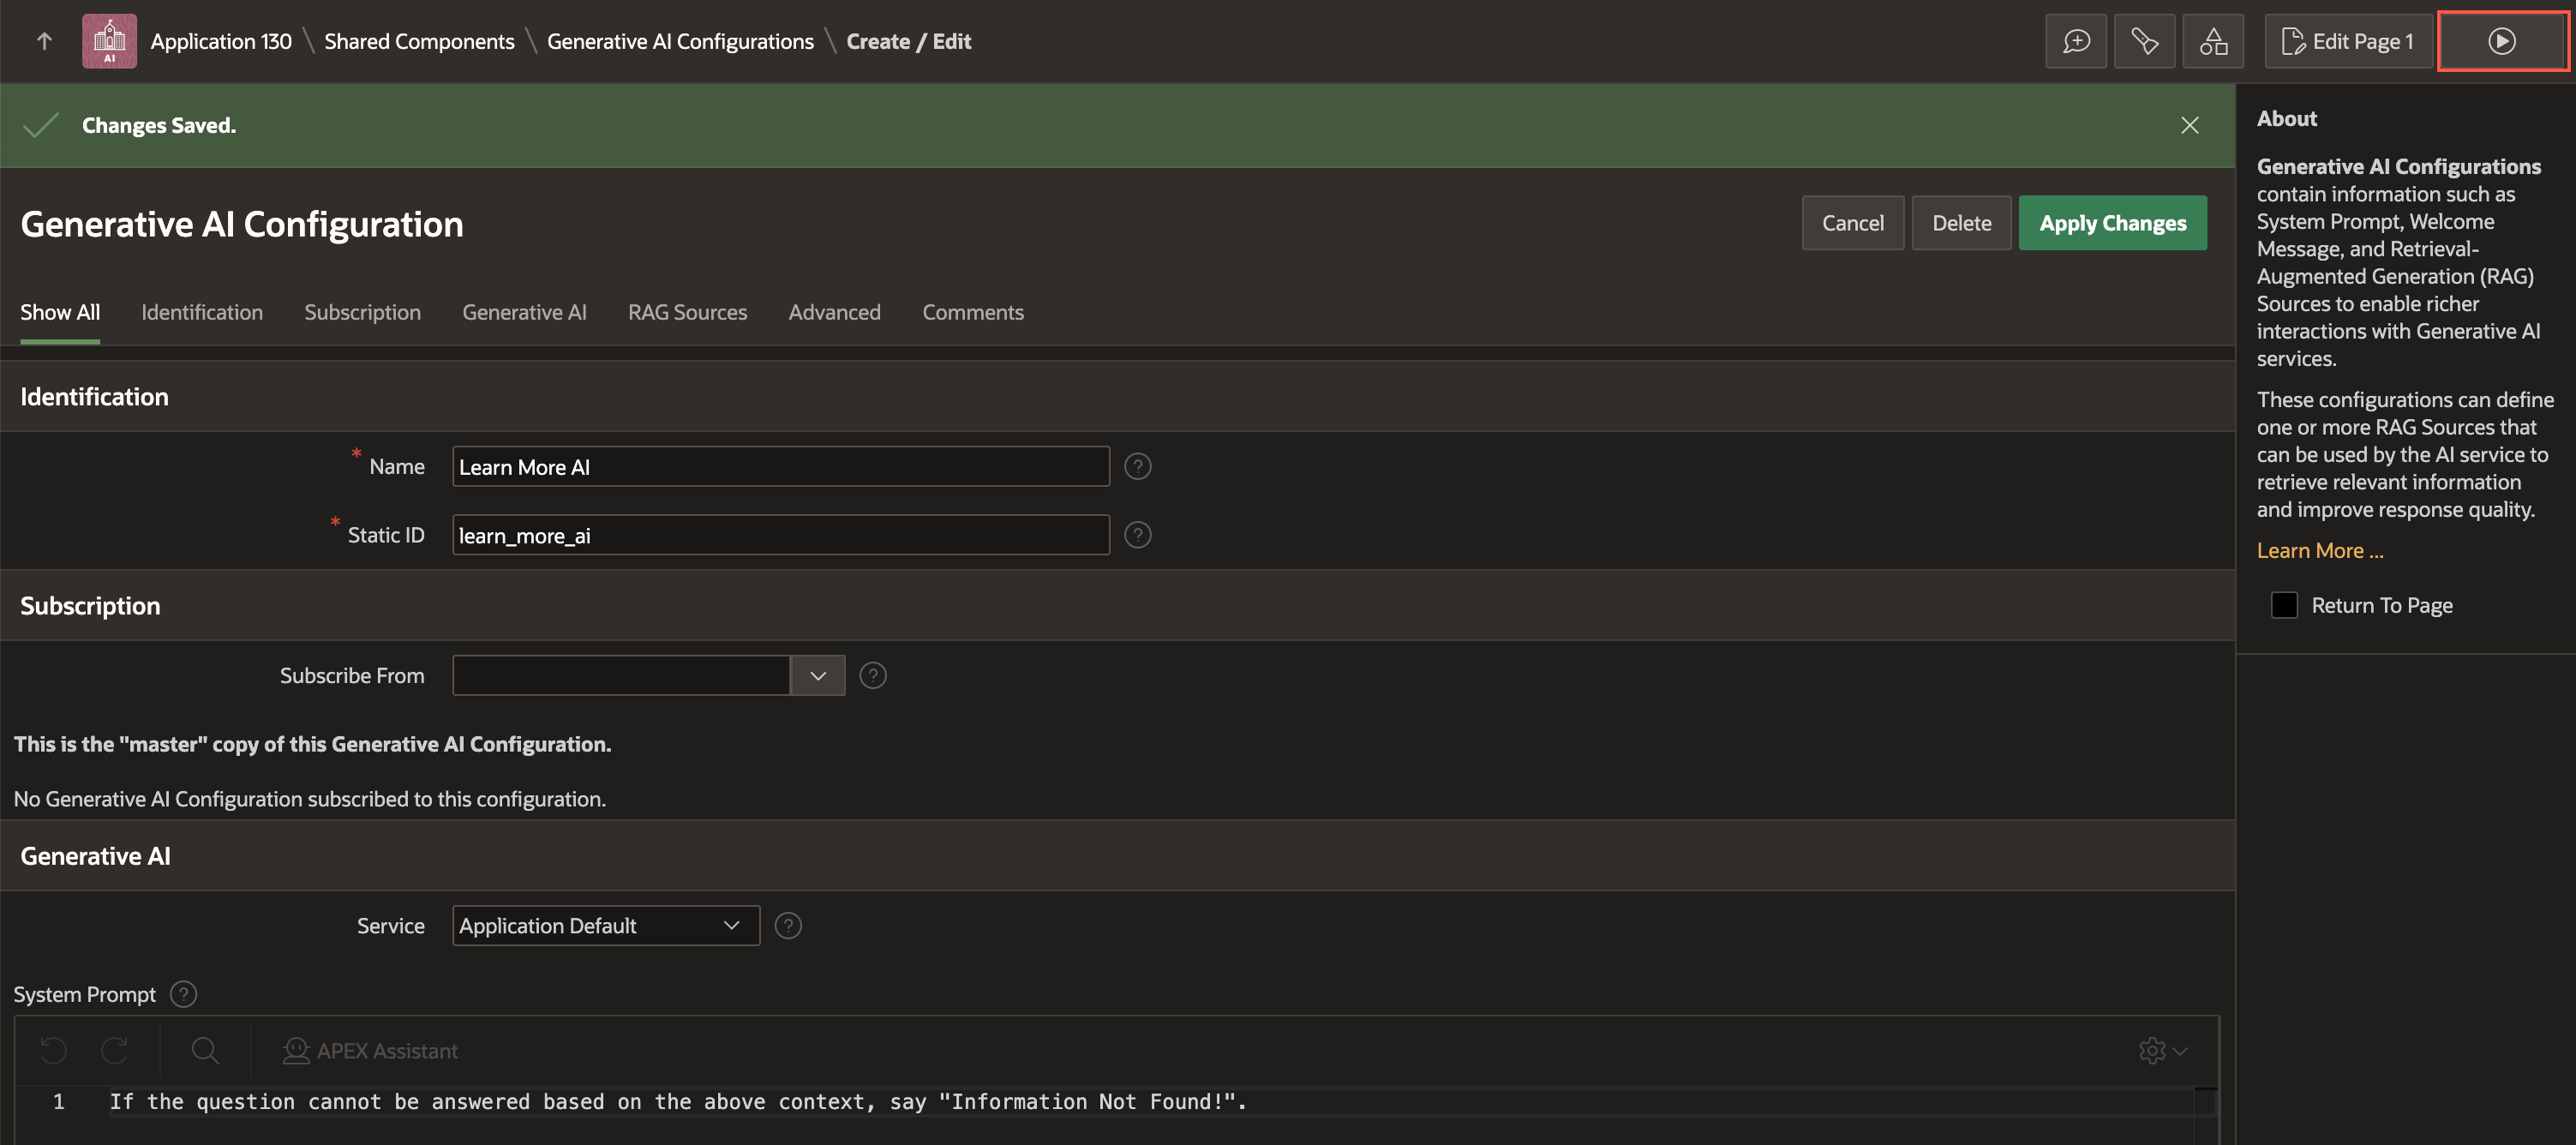 AI
Application 130 \ Shared Components \ Generative AI Configurations \ Create / Edit
Edit Page 1
Changes Saved.
Generative AI Configuration
Cancel
Delete
Apply Changes
Show All
Identification
Subscription
Generative AI
RAG Sources
Advanced
Comments
Identification
* Name
Learn More AI
?
* Static ID
learn_more_ai
?
Subscription
Subscribe From
?
This is the "master" copy of this Generative AI Configuration.
No Generative AI Configuration subscribed to this configuration.
Generative AI
Service
Application Default
?
System Prompt ?
APEX Assistant
1 If the question cannot be answered based on the above context, say "Information Not Found!".
About
Generative AI Configurations
contain information such as
System Prompt, Welcome
Message, and Retrieval-
Augmented Generation (RAG)
Sources to enable richer
interactions with Generative AI
services.
These configurations can define
one or more RAG Sources that
can be used by the AI service to
retrieve relevant information
and improve response quality.
Learn More ...
Return To Page